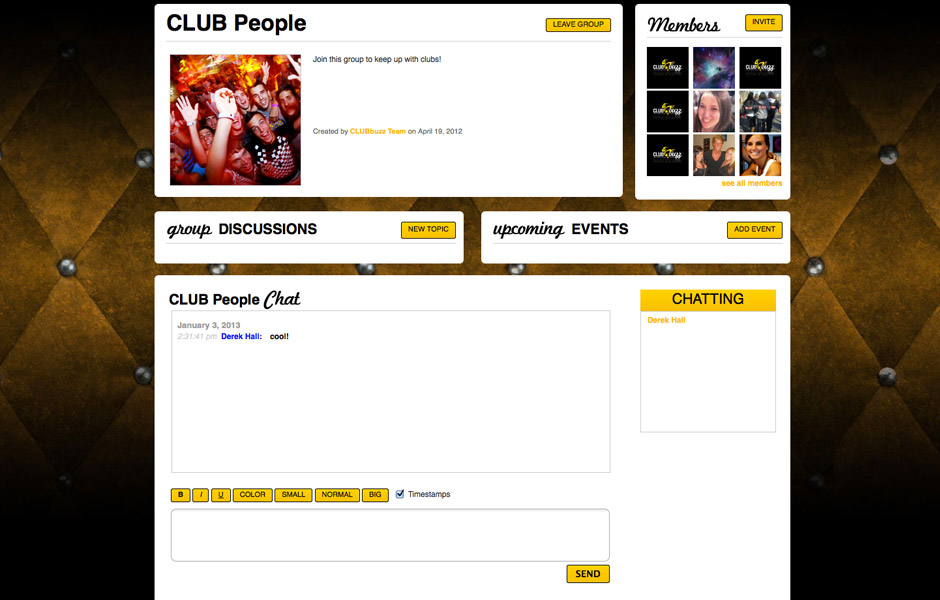 CLUB People
LEAVE GROUP
Join this group to keep up with clubs!
Created by CLUBbuzz Team on April 19, 2012
Members
INVITE
CLUB buzz
CLUB buzz
CLUB buzz
CLUB buzz
see all members
group DISCUSSIONS
NEW TOPIC
upcoming EVENTS
ADD EVENT
CLUB People Chat
January 3, 2013
2:31:41 pm Derek Hall: cool!
CHATTING
Derek Hall
B I U COLOR SMALL NORMAL BIG Timestamps
SEND